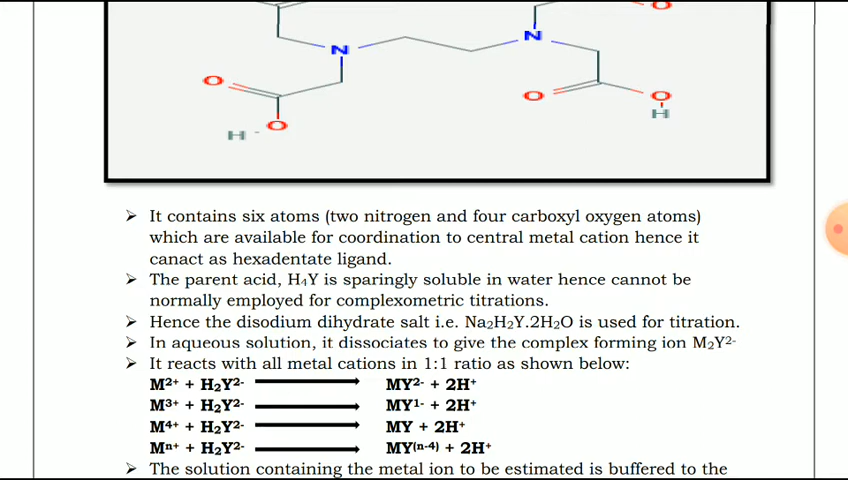 O
N
N
O
O
O
O
H -
H
➢ It contains six atoms (two nitrogen and four carboxyl oxygen atoms)
which are available for coordination to central metal cation hence it
canact as hexadentate ligand.
➢ The parent acid, H₄Y is sparingly soluble in water hence cannot be
normally employed for complexometric titrations.
➢ Hence the disodium dihydrate salt i.e. Na₂H₂Y.2H₂O is used for titration.
➢ In aqueous solution, it dissociates to give the complex forming ion M₂Y²⁻
➢ It reacts with all metal cations in 1:1 ratio as shown below:
M²⁺ + H₂Y²⁻ ⟶ MY²⁻ + 2H⁺
M³⁺ + H₂Y²⁻ ⟶ MY¹⁻ + 2H⁺
M⁴⁺ + H₂Y²⁻ ⟶ MY + 2H⁺
Mⁿ⁺ + H₂Y²⁻ ⟶ MY⁽ⁿ⁻⁴⁾ + 2H⁺
➢ The solution containing the metal ion to be estimated is buffered to the